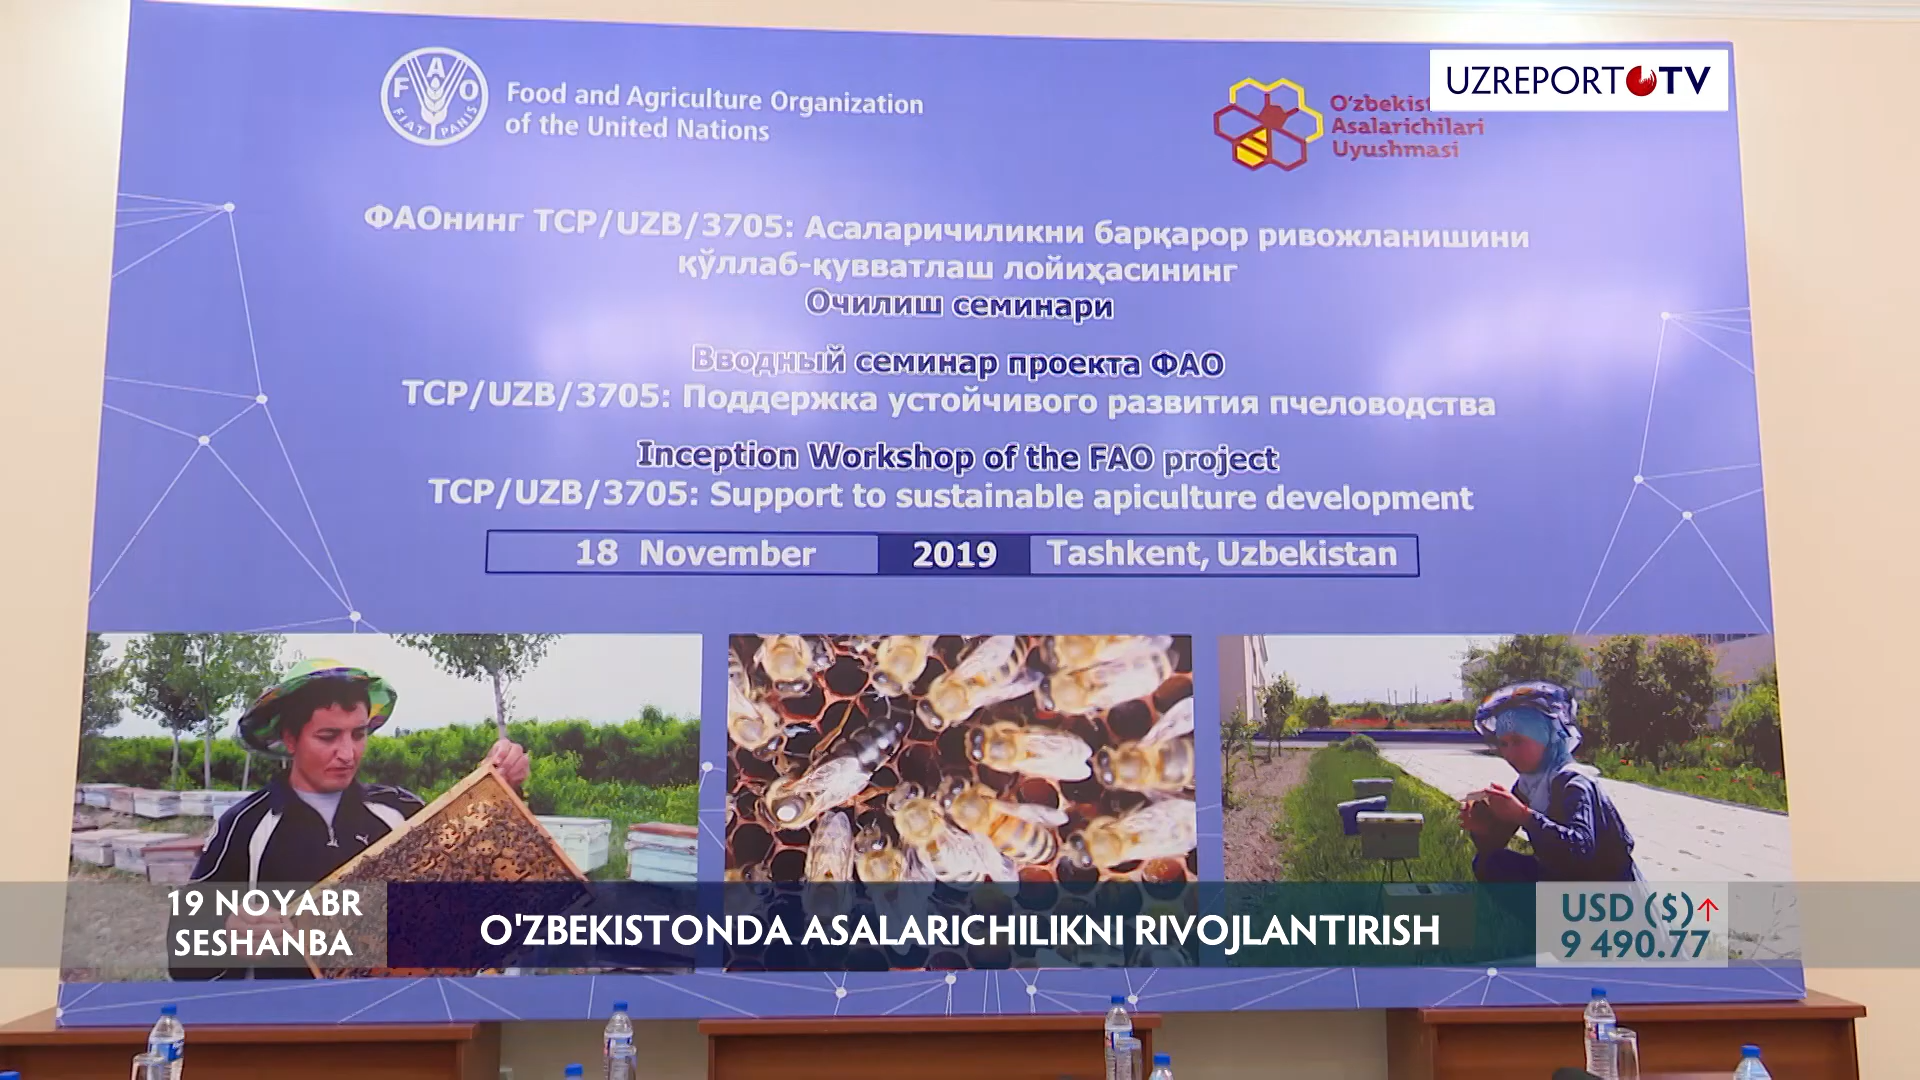 FAO
FIAT PANIS
Food and Agriculture Organization
of the United Nations
UZREPORT TV
Asalarichilari
Uyushmasi
ФАОнинг TCP/UZB/3705: Асаларичиликни барқарор ривожланишини
қўллаб-қувватлаш лойиҳасининг
Очилиш семинари
Вводный семинар проекта ФАО
TCP/UZB/3705: Поддержка устойчивого развития пчеловодства
Inception Workshop of the FAO project
TCP/UZB/3705: Support to sustainable apiculture development
18 November 2019 Tashkent, Uzbekistan
19 NOYABR
SESHANBA
O'ZBEKISTONDA ASALARICHILIKNI RIVOJLANTIRISH
USD ($)↑
9 490.77